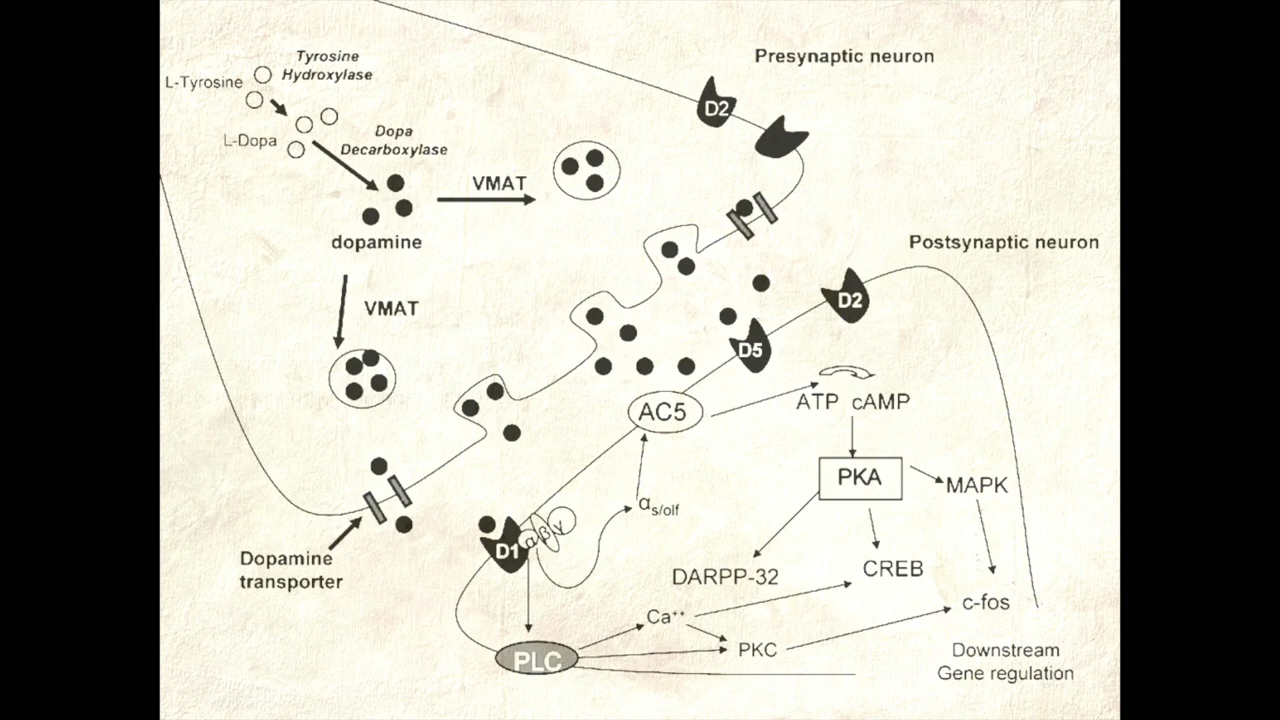 Presynaptic neuron
Tyrosine
Hydroxylase
L-Tyrosine
D2
L-Dopa
Dopa
Decarboxylase
VMAT
dopamine
Postsynaptic neuron
VMAT
D2
D5
AC5
ATP cAMP
PKA
MAPK
αs/olf
D1
α
β
γ
Dopamine
transporter
DARPP-32
CREB
c-fos
Ca++
PKC
PLC
Downstream
Gene regulation